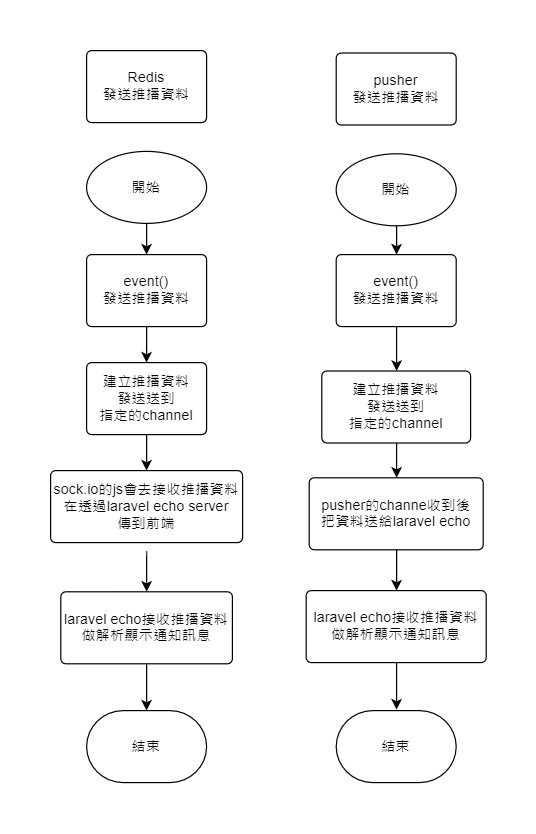 Redis
發送推播資料
開始
event()
發送推播資料
建立推播資料
發送送到
指定的channel
sock.io的js會去接收推播資料
在透過laravel echo server
傳到前端
laravel echo接收推播資料
做解析顯示通知訊息
結束
pusher
發送推播資料
開始
event()
發送推播資料
建立推播資料
發送送到
指定的channel
pusher的channe收到後
把資料送給laravel echo
laravel echo接收推播資料
做解析顯示通知訊息
結束